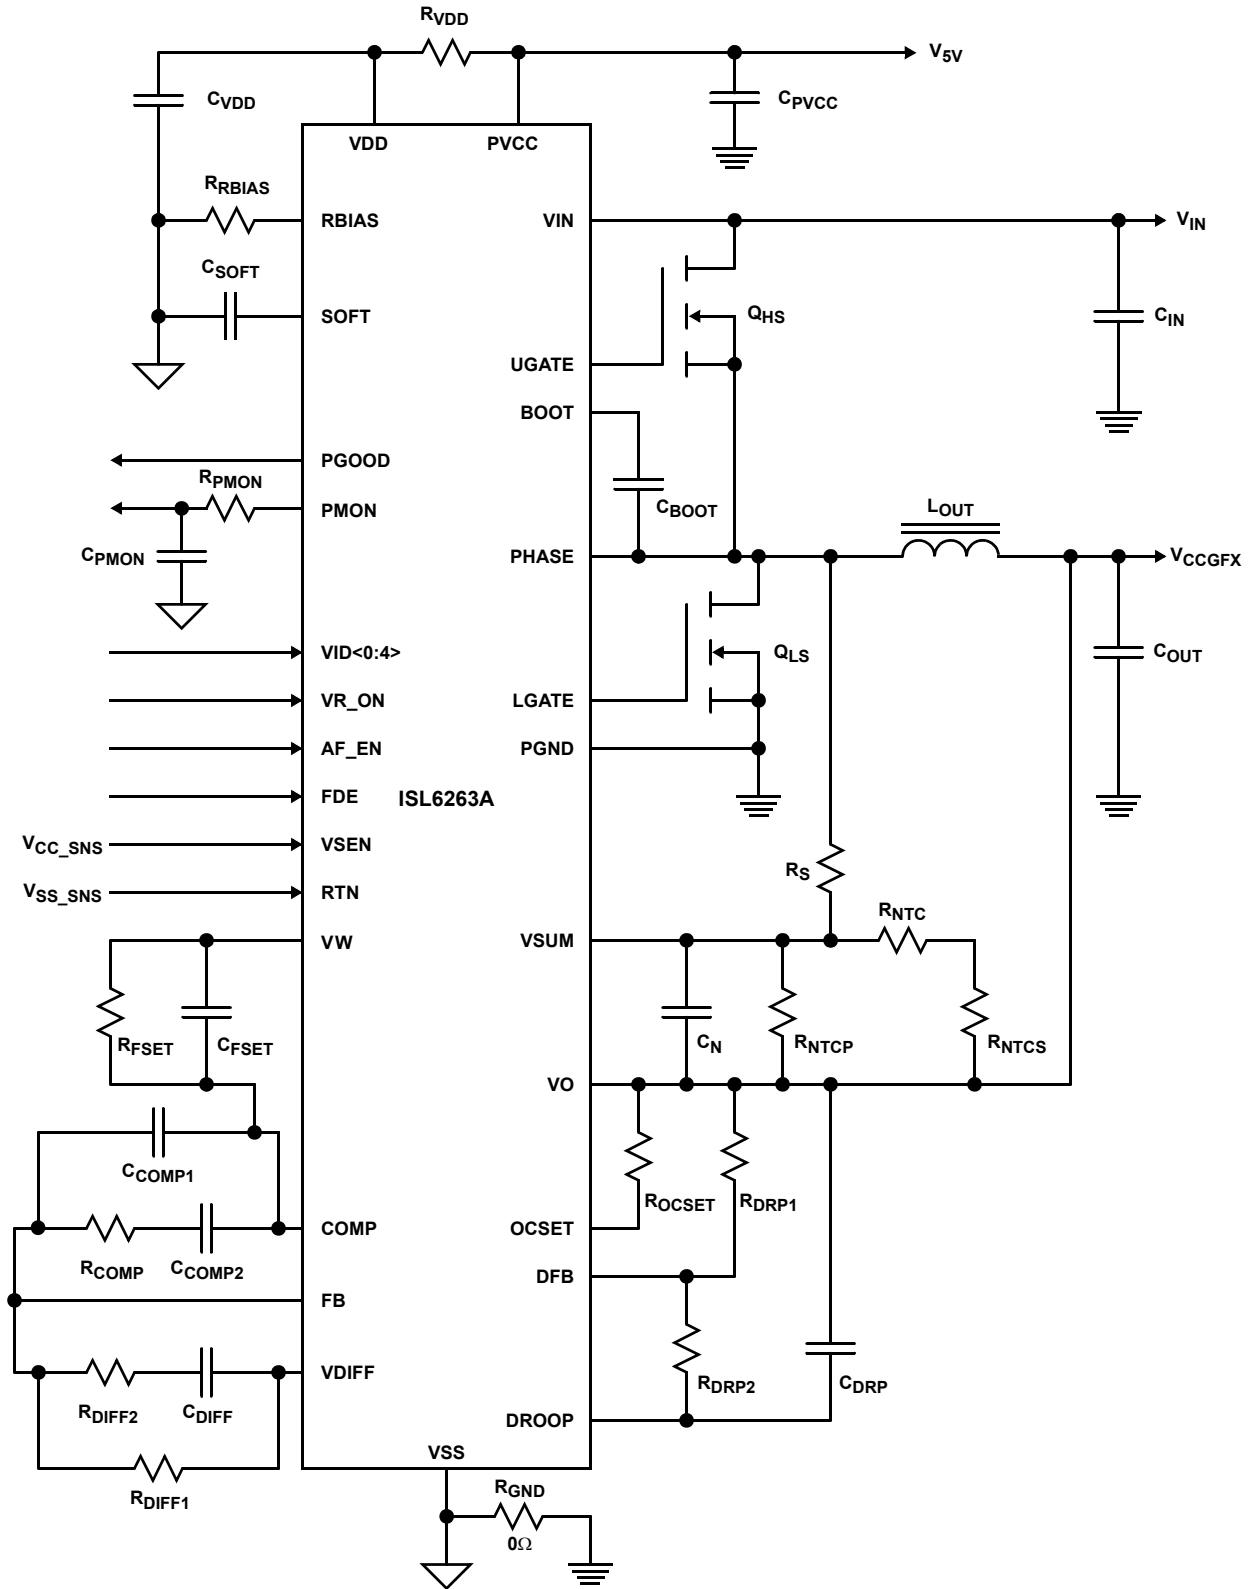 RVDD
V5V
CVDD
CPVCC
VDD
PVCC
RRBIAS
RBIAS
VIN
VIN
CSOFT
SOFT
QHS
CIN
UGATE
BOOT
PGOOD
RPMON
PMON
CBOOT
LOUT
CPMON
PHASE
VCCGFX
VID<0:4>
QLS
COUT
VR_ON
LGATE
AF_EN
PGND
FDE
ISL6263A
VCC_SNS
VSEN
RS
VSS_SNS
RTN
RNTC
VW
VSUM
RFSET
CFSET
CN
RNTCP
RNTCS
VO
CCOMP1
ROCSET
RDRP1
COMP
OCSET
RCOMP
CCOMP2
DFB
FB
VDIFF
RDRP2
CDRP
RDIFF2
CDIFF
DROOP
VSS
RDIFF1
RGND
0Ω